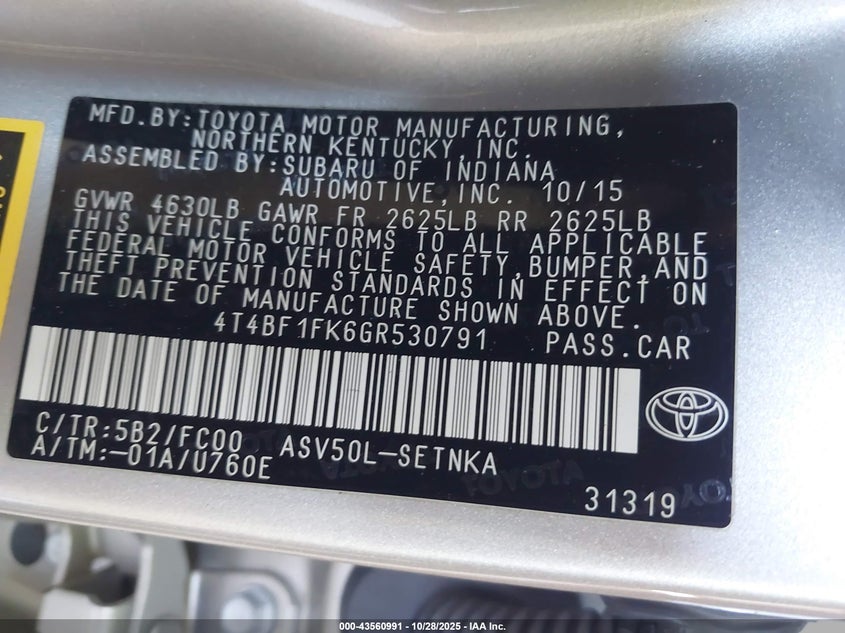 MFD.BY:TOYOTA MOTOR MANUFACTURING,
NORTHERN KENTUCKY,INC.
ASSEMBLED BY:SUBARU OF INDIANA
AUTOMOTIVE,INC. 10/15
GVWR 4630LB GAWR FR 2625LB RR 2625LB
THIS VEHICLE CONFORMS TO ALL APPLICABLE
FEDERAL MOTOR VEHICLE SAFETY,BUMPER,AND
THEFT PREVENTION STANDARDS IN EFFECT ON
THE DATE OF MANUFACTURE SHOWN ABOVE.
4T4BF1FK6GR530791 PASS.CAR
C/TR:5B2/FC00 ASV50L-SETNKA
A/TM:-01A/U760E
TOYOTA
31319
000-43560991 - 10/28/2025 - IAA Inc.